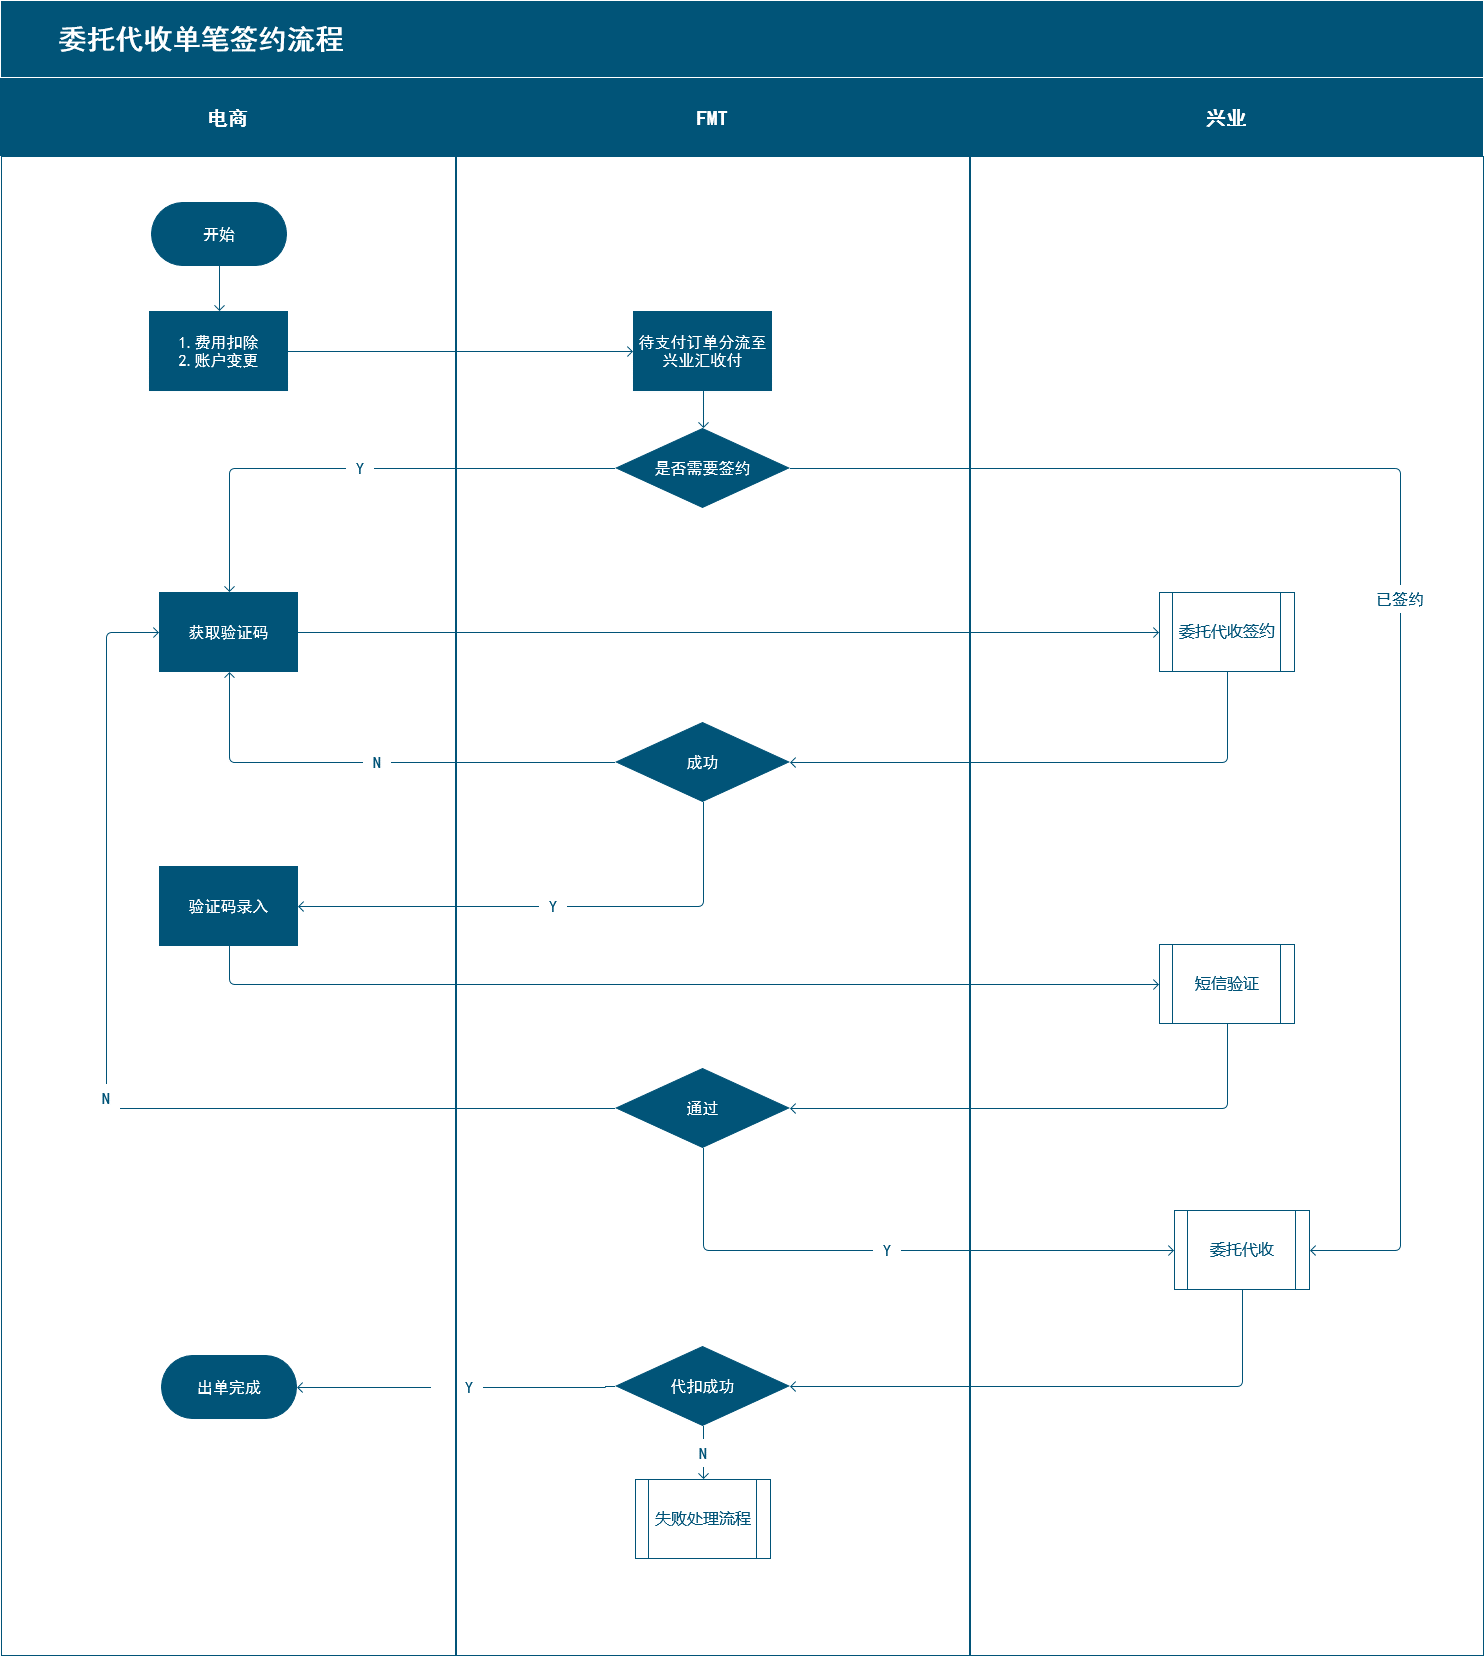 委托代收单笔签约流程
电商
FMT
兴业
开始
1. 费用扣除
2. 账户变更
待支付订单分流至
兴业汇收付
是否需要签约
Y
已签约
获取验证码
委托代收签约
成功
N
验证码录入
Y
短信验证
N
通过
Y
委托代收
出单完成
Y
代扣成功
N
失败处理流程